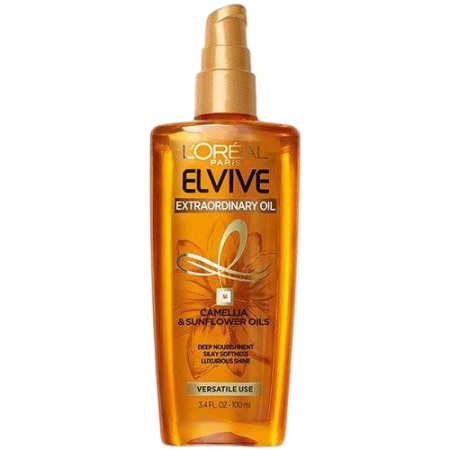 L'ORÉAL
PARIS
ELVIVE
EXTRAORDINARY OIL
CAMELLIA
& SUNFLOWER OILS
DEEP NOURISHMENT
SILKY SOFTNESS
LUXURIOUS SHINE
VERSATILE USE
3.4 FL. OZ - 100 ml